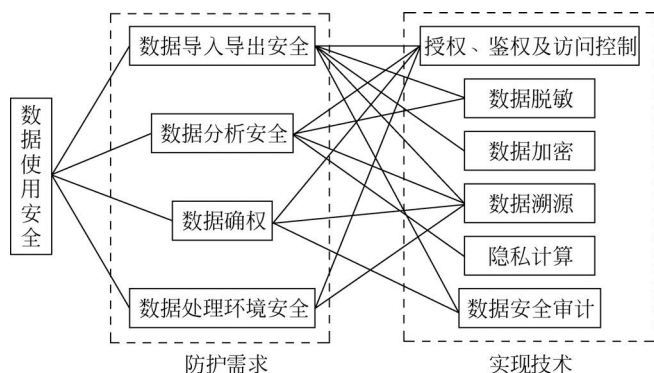 数据使用安全
数据导入导出安全
数据分析安全
数据确权
数据处理环境安全
防护需求
授权、鉴权及访问控制
数据脱敏
数据加密
数据溯源
隐私计算
数据安全审计
实现技术